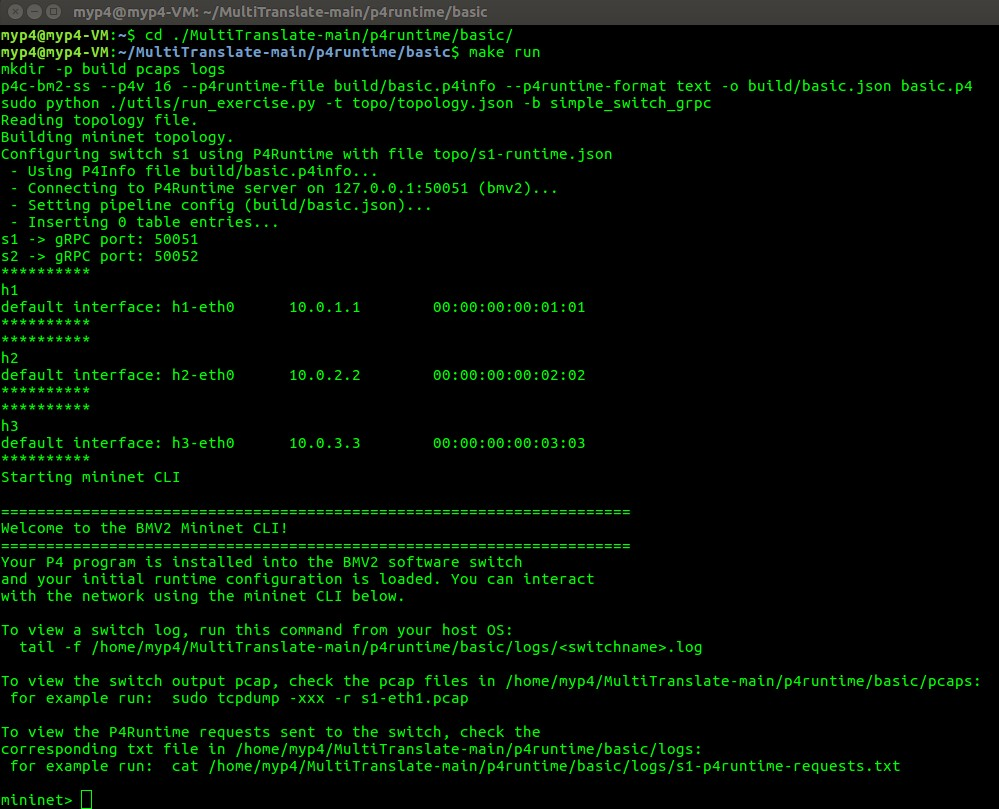 myp4@myp4-VM: ~/MultiTranslate-main/p4runtime/basic
myp4@myp4-VM:~$ cd ./MultiTranslate-main/p4runtime/basic/
myp4@myp4-VM:~/MultiTranslate-main/p4runtime/basic$ make run
mkdir -p build pcaps logs
p4c-bm2-ss --p4v 16 --p4runtime-file build/basic.p4info --p4runtime-format text -o build/basic.json basic.p4
sudo python ./utils/run_exercise.py -t topo/topology.json -b simple_switch_grpc
Reading topology file.
Building mininet topology.
Configuring switch s1 using P4Runtime with file topo/s1-runtime.json
 - Using P4Info file build/basic.p4info...
 - Connecting to P4Runtime server on 127.0.0.1:50051 (bmv2)...
 - Setting pipeline config (build/basic.json)...
 - Inserting 0 table entries...
s1 -> gRPC port: 50051
s2 -> gRPC port: 50052
**********
h1
default interface: h1-eth0      10.0.1.1        00:00:00:00:01:01
**********
**********
h2
default interface: h2-eth0      10.0.2.2        00:00:00:00:02:02
**********
**********
h3
default interface: h3-eth0      10.0.3.3        00:00:00:00:03:03
**********
Starting mininet CLI
======================================================================
Welcome to the BMV2 Mininet CLI!
======================================================================
Your P4 program is installed into the BMV2 software switch
and your initial runtime configuration is loaded. You can interact
with the network using the mininet CLI below.
To view a switch log, run this command from your host OS:
  tail -f /home/myp4/MultiTranslate-main/p4runtime/basic/logs/<switchname>.log
To view the switch output pcap, check the pcap files in /home/myp4/MultiTranslate-main/p4runtime/basic/pcaps:
 for example run:  sudo tcpdump -xxx -r s1-eth1.pcap
To view the P4Runtime requests sent to the switch, check the
corresponding txt file in /home/myp4/MultiTranslate-main/p4runtime/basic/logs:
 for example run:  cat /home/myp4/MultiTranslate-main/p4runtime/basic/logs/s1-p4runtime-requests.txt
mininet>